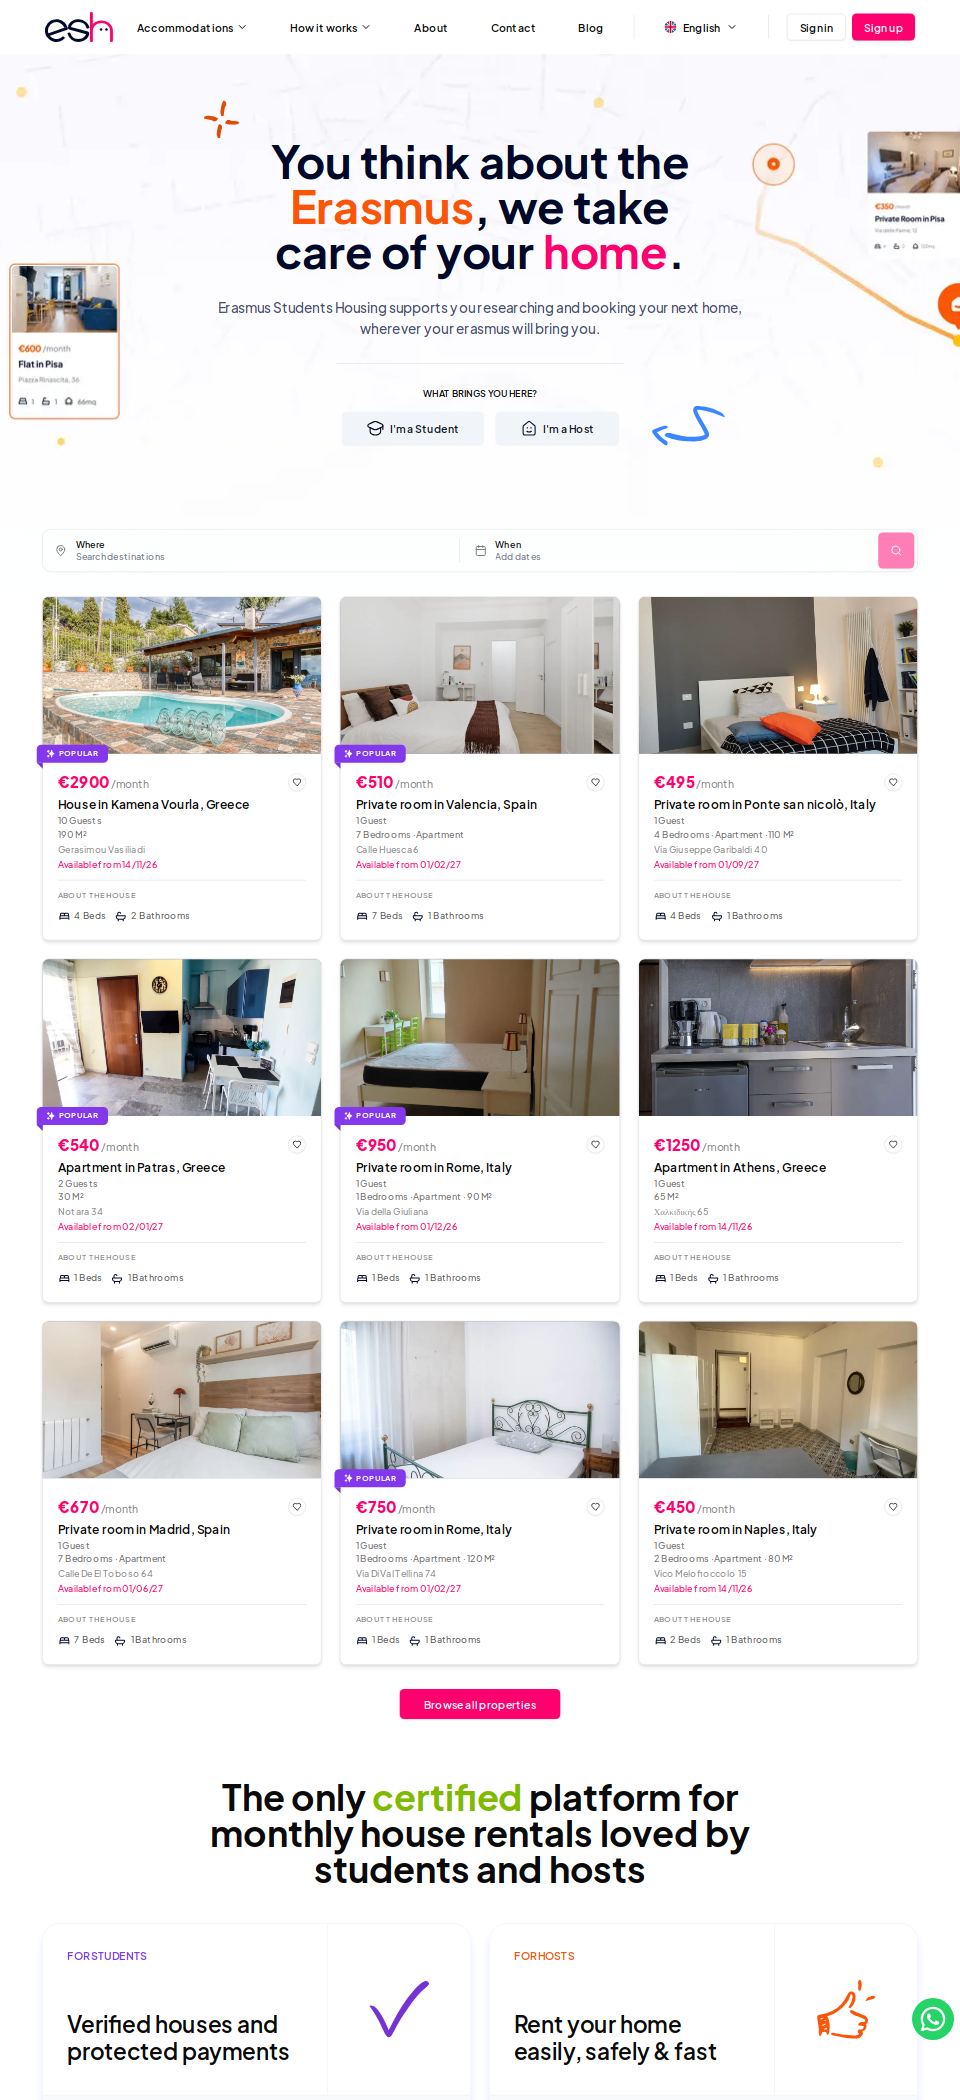 esh
Accommodations
How it works
About
Contact
Blog
English
Sign in
Sign up
You think about the
Erasmus, we take
care of your home.
Erasmus Students Housing supports your researching and booking your next home,
wherever your erasmus will bring you.
WHAT BRINGS YOU HERE?
I'm a Student
I'm a Host
€600 /month
Flat in Pisa
Piazza Rinascita, 36
1 1 66mq
€350 /month
Private Room in Pisa
Where
Search destinations
When
Add dates
POPULAR
€2900 /month
House in Kamena Vourla, Greece
10 Guests
190 M²
Gerasimou Vasiliadi
Available from 14/11/26
ABOUT THE HOUSE
4 Beds 2 Bathrooms
POPULAR
€510 /month
Private room in Valencia, Spain
1 Guest
7 Bedrooms · Apartment
Calle Huesca 6
Available from 01/02/27
ABOUT THE HOUSE
7 Beds 1 Bathrooms
€495 /month
Private room in Ponte san nicolò, Italy
1 Guest
4 Bedrooms · Apartment · 110 M²
Via Giuseppe Garibaldi 40
Available from 01/09/27
ABOUT THE HOUSE
4 Beds 1 Bathrooms
POPULAR
€540 /month
Apartment in Patras, Greece
2 Guests
30 M²
Notara 34
Available from 02/01/27
ABOUT THE HOUSE
1 Beds 1 Bathrooms
POPULAR
€950 /month
Private room in Rome, Italy
1 Guest
1 Bedrooms · Apartment · 90 M²
Via della Giuliana
Available from 01/12/26
ABOUT THE HOUSE
1 Beds 1 Bathrooms
€1250 /month
Apartment in Athens, Greece
1 Guest
65 M²
Χαλκιδικής 65
Available from 14/11/26
ABOUT THE HOUSE
1 Beds 1 Bathrooms
€670 /month
Private room in Madrid, Spain
1 Guest
7 Bedrooms · Apartment
Calle De El Toboso 64
Available from 01/06/27
ABOUT THE HOUSE
7 Beds 1 Bathrooms
POPULAR
€750 /month
Private room in Rome, Italy
1 Guest
1 Bedrooms · Apartment · 120 M²
Via Di Val Tellina 74
Available from 01/02/27
ABOUT THE HOUSE
1 Beds 1 Bathrooms
€450 /month
Private room in Naples, Italy
1 Guest
2 Bedrooms · Apartment · 80 M²
Vico Melofioccolo 15
Available from 14/11/26
ABOUT THE HOUSE
2 Beds 1 Bathrooms
Browse all properties
The only certified platform for
monthly house rentals loved by
students and hosts
FOR STUDENTS
Verified houses and
protected payments
FOR HOSTS
Rent your home
easily, safely & fast